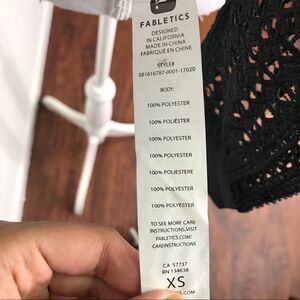 FABLETICS
DESIGNED
IN CALIFORNIA
MADE IN CHINA
FABRIQUÉ EN CHINE
STYLE#
SB1616787-0001-17020
BODY:
100% POLYESTER
100% POLIÉSTER
100% POLYESTER
100% POLYESTER
100% POLIESTERE
100% POLYESTER
100% POLYESTER
TO SEE MORE CARE
INSTRUCTIONS,VISIT
FABLETICS.COM/
CAREINSTRUCTIONS
CA 57737
RN 134638
XS